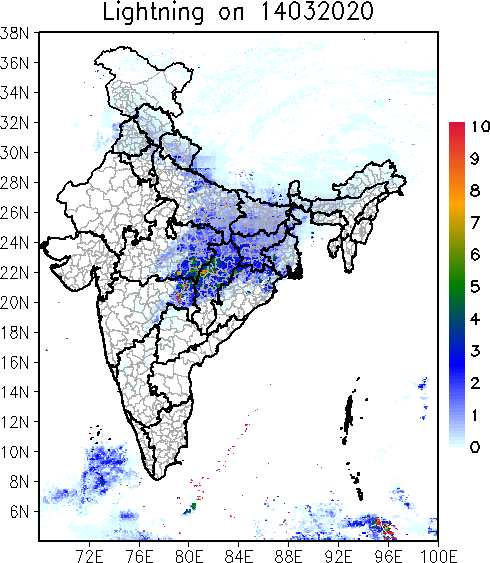 Lightning on 14032020
38N
36N
34N
32N
30N
28N
26N
24N
22N
20N
18N
16N
14N
12N
10N
8N
6N
72E 76E 80E 84E 88E 92E 96E 100E
10
9
8
7
6
5
4
3
2
1
0